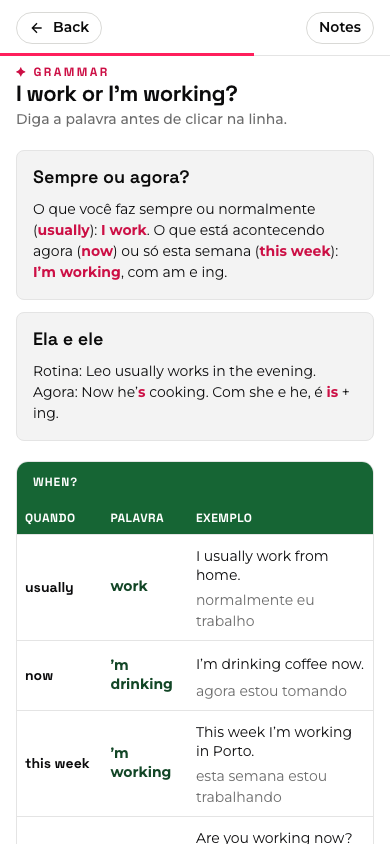 ← Back
Notes
✦ GRAMMAR
I work or I’m working?
Diga a palavra antes de clicar na linha.
Sempre ou agora?
O que você faz sempre ou normalmente
(usually): I work. O que está acontecendo
agora (now) ou só esta semana (this week):
I’m working, com am e ing.
Ela e ele
Rotina: Leo usually works in the evening.
Agora: Now he’s cooking. Com she e he, é is +
ing.
WHEN?
QUANDO PALAVRA EXEMPLO
usually
work
I usually work from
home.
normalmente eu
trabalho
now
’m
drinking
I’m drinking coffee now.
agora estou tomando
this week
’m
working
This week I’m working
in Porto.
esta semana estou
trabalhando
Are you working now?